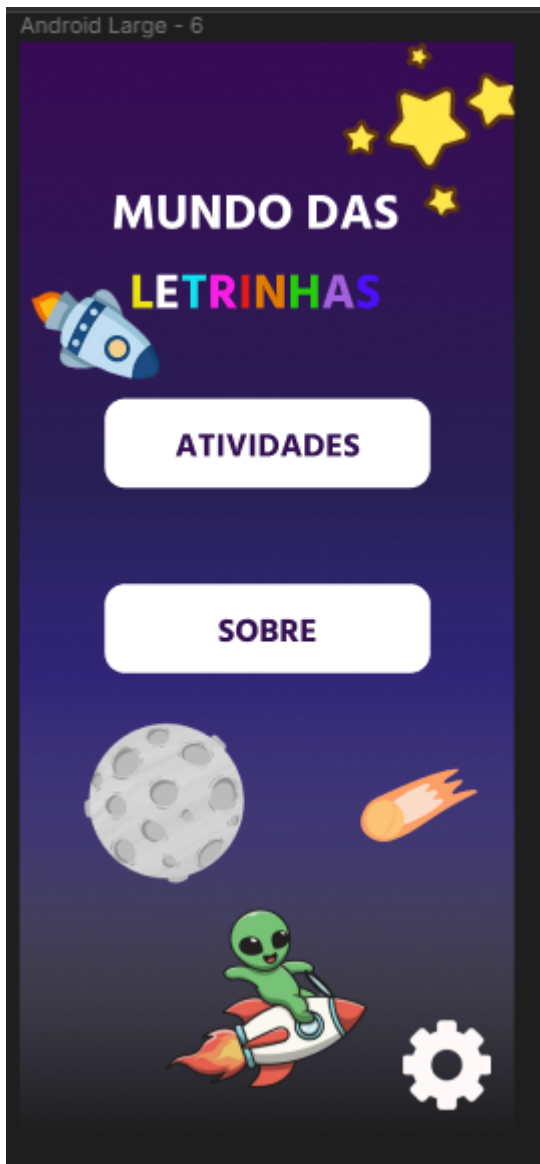 Android Large - 6
MUNDO DAS
LETRINHAS
ATIVIDADES
SOBRE